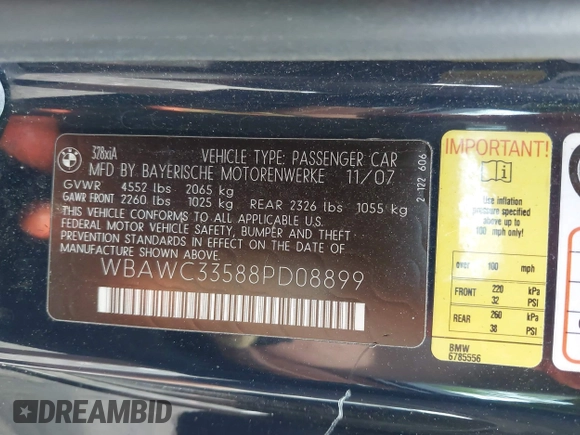 328xiA
VEHICLE TYPE: PASSENGER CAR
MFD BY BAYERISCHE MOTORENWERKE 11/07
GVWR 4552 lbs 2065 kg
GAWR FRONT 2260 lbs 1025 kg REAR 2326 lbs 1055 kg
THIS VEHICLE CONFORMS TO ALL APPLICABLE U.S.
FEDERAL MOTOR VEHICLE SAFETY, BUMPER AND THEFT
PREVENTION STANDARDS IN EFFECT ON THE DATE
OF MANUFACTURE SHOWN ABOVE.
WBAWC33588PD08899
2-122 606
IMPORTANT!
Use inflation
pressure specified
above up to
100 mph only!
over 100 mph
FRONT 220 kPa
32 PSI
REAR 260 kPa
38 PSI
BMW
6785556
DREAMBID